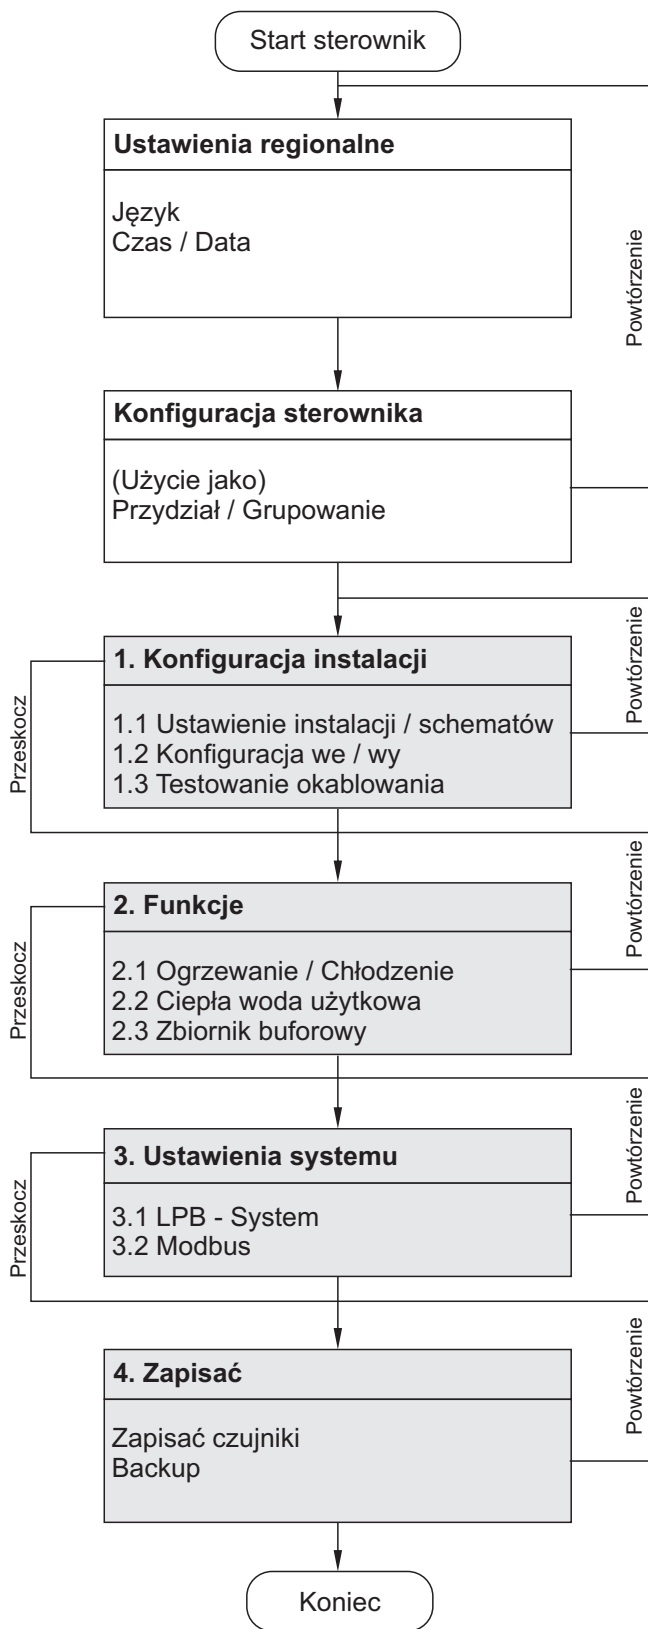 Start sterownik
Ustawienia regionalne
Język
Czas / Data
Powtórzenie
Konfiguracja sterownika
(Użycie jako)
Przydział / Grupowanie
Powtórzenie
1. Konfiguracja instalacji
Przeskocz
1.1 Ustawienie instalacji / schematów
1.2 Konfiguracja we / wy
1.3 Testowanie okablowania
Powtórzenie
2. Funkcje
Przeskocz
2.1 Ogrzewanie / Chłodzenie
2.2 Ciepła woda użytkowa
2.3 Zbiornik buforowy
Powtórzenie
3. Ustawienia systemu
Przeskocz
3.1 LPB - System
3.2 Modbus
Powtórzenie
4. Zapisać
Zapisać czujniki
Backup
Koniec